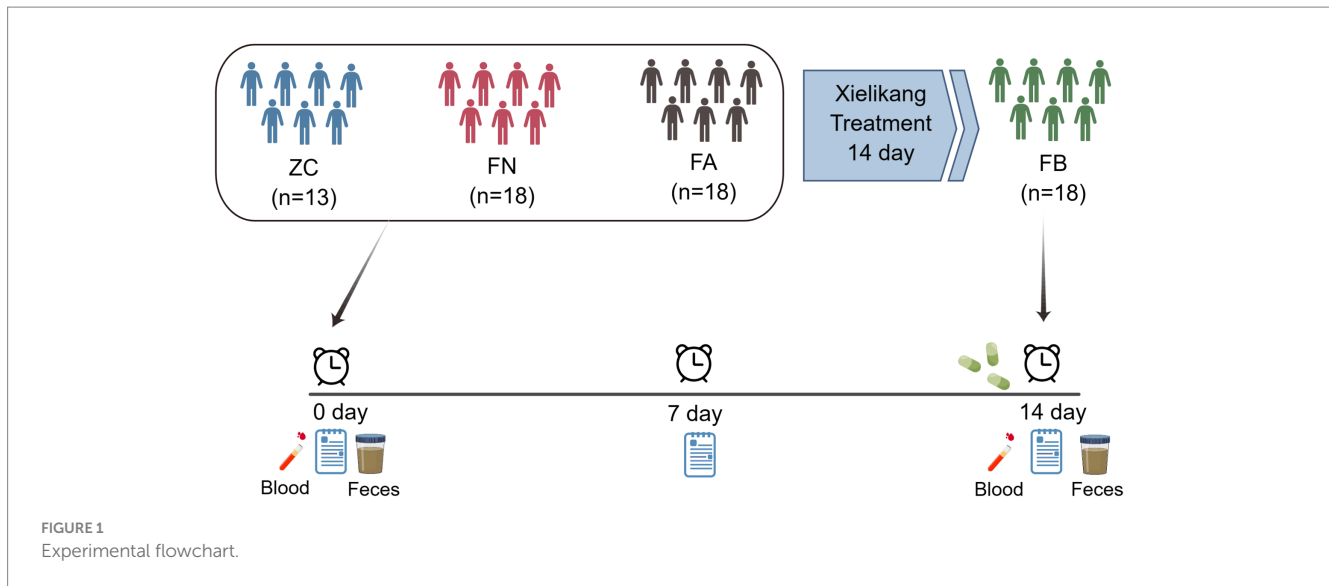 ZC
(n=13)
FN
(n=18)
FA
(n=18)
Xielikang
Treatment
14 day
FB
(n=18)
0 day
7 day
14 day
Blood
Feces
Blood
Feces
FIGURE 1
Experimental flowchart.